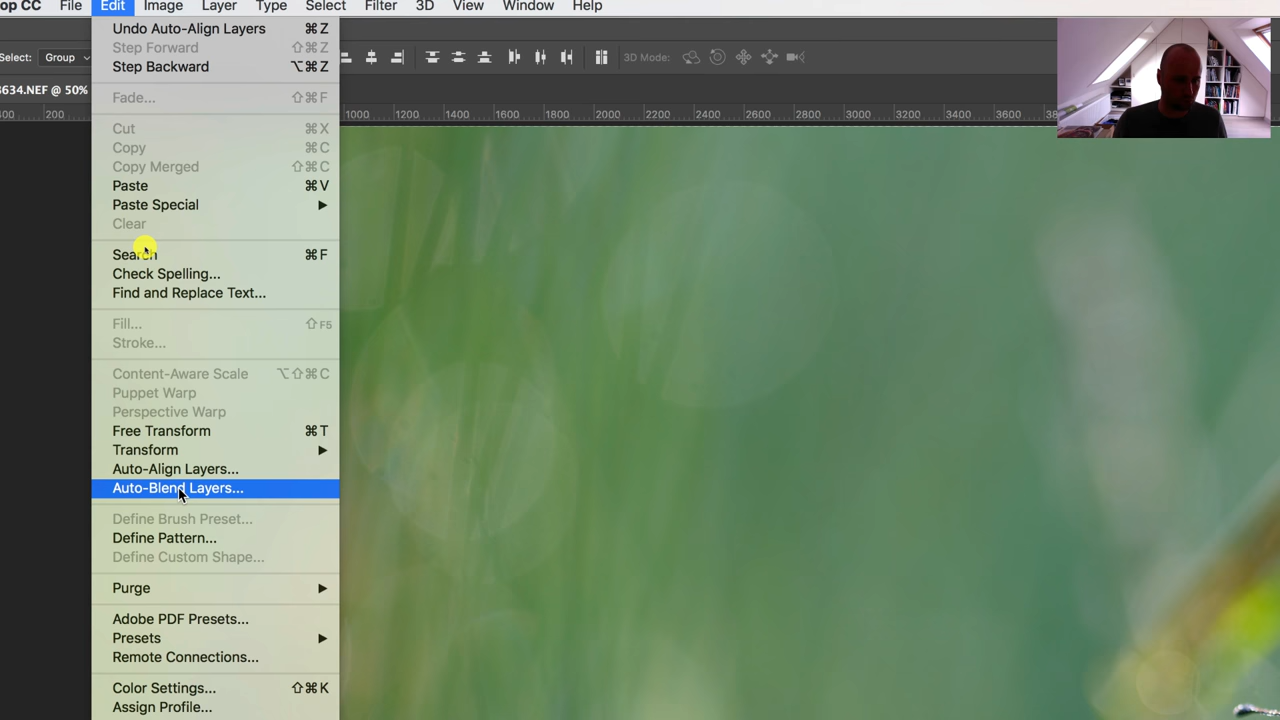 op CC File Edit Image Layer Type Select Filter 3D View Window Help
Undo Auto-Align Layers ⌘Z
Step Forward ⇧⌘Z
Select: Group
3D Mode:
Step Backward ⌥⌘Z
3634.NEF @ 50%
Fade... ⇧⌘F
200 1000 1200 1400 1600 1800 2000 2200 2400 2600 2800 3000 3200 3400 3600
Cut ⌘X
Copy ⌘C
Copy Merged ⇧⌘C
Paste ⌘V
Paste Special ▶
Clear
Search ⌘F
Check Spelling...
Find and Replace Text...
Fill... ⇧F5
Stroke...
Content-Aware Scale ⌥⇧⌘C
Puppet Warp
Perspective Warp
Free Transform ⌘T
Transform ▶
Auto-Align Layers...
Auto-Blend Layers...
Define Brush Preset...
Define Pattern...
Define Custom Shape...
Purge ▶
Adobe PDF Presets...
Presets ▶
Remote Connections...
Color Settings... ⇧⌘K
Assign Profile...